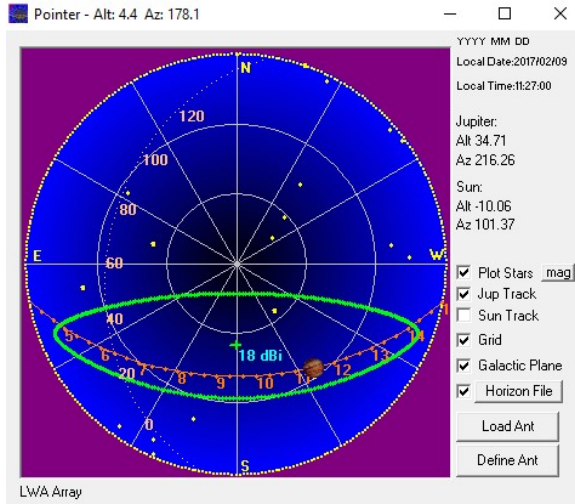 Pointer - Alt: 4.4 Az: 178.1
YYYY MM DD
Local Date:2017/02/09
Local Time:11:27:00
Jupiter:
Alt 34.71
Az 216.26
Sun:
Alt -10.06
Az 101.37
N
120
100
80
E
60
W
40
5
6
7
8
9
10
11
12
13
14
18 dBi
20
0
S
Plot Stars
mag
Jup Track
Sun Track
Grid
Galactic Plane
Horizon File
Load Ant
Define Ant
LWA Array